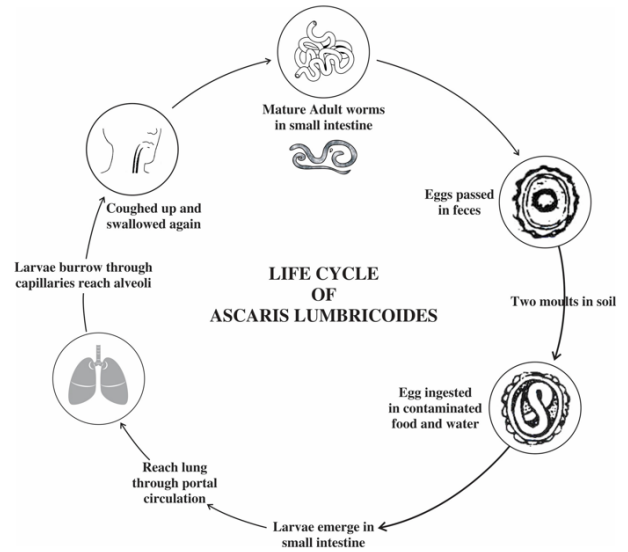 Mature Adult worms
in small intestine
Eggs passed
in feces
Two moults in soil
Egg ingested
in contaminated
food and water
Larvae emerge in
small intestine
Reach lung
through portal
circulation
Larvae burrow through
capillaries reach alveoli
Coughed up and
swallowed again
LIFE CYCLE
OF
ASCARIS LUMBRICOIDES